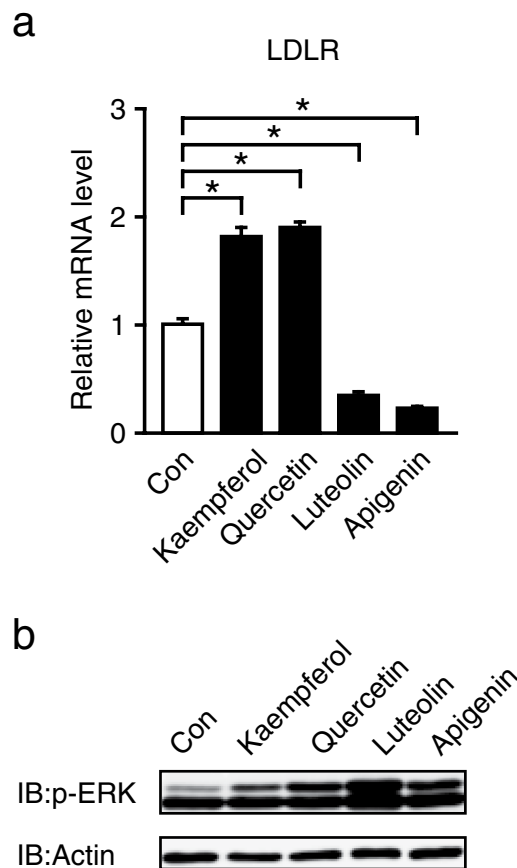 a
LDLR
Relative mRNA level
3
2
1
0
*
*
*
*
Con
Kaempferol
Quercetin
Luteolin
Apigenin
b
Con
Kaempferol
Quercetin
Luteolin
Apigenin
IB:p-ERK
IB:Actin